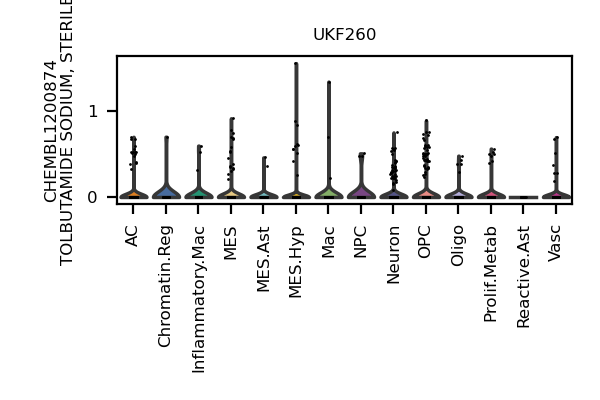 UKF260
CHEMBL1200874
TOLBUTAMIDE SODIUM, STERILE
1
0
AC
Chromatin.Reg
Inflammatory.Mac
MES
MES.Ast
MES.Hyp
Mac
NPC
Neuron
OPC
Oligo
Prolif.Metab
Reactive.Ast
Vasc